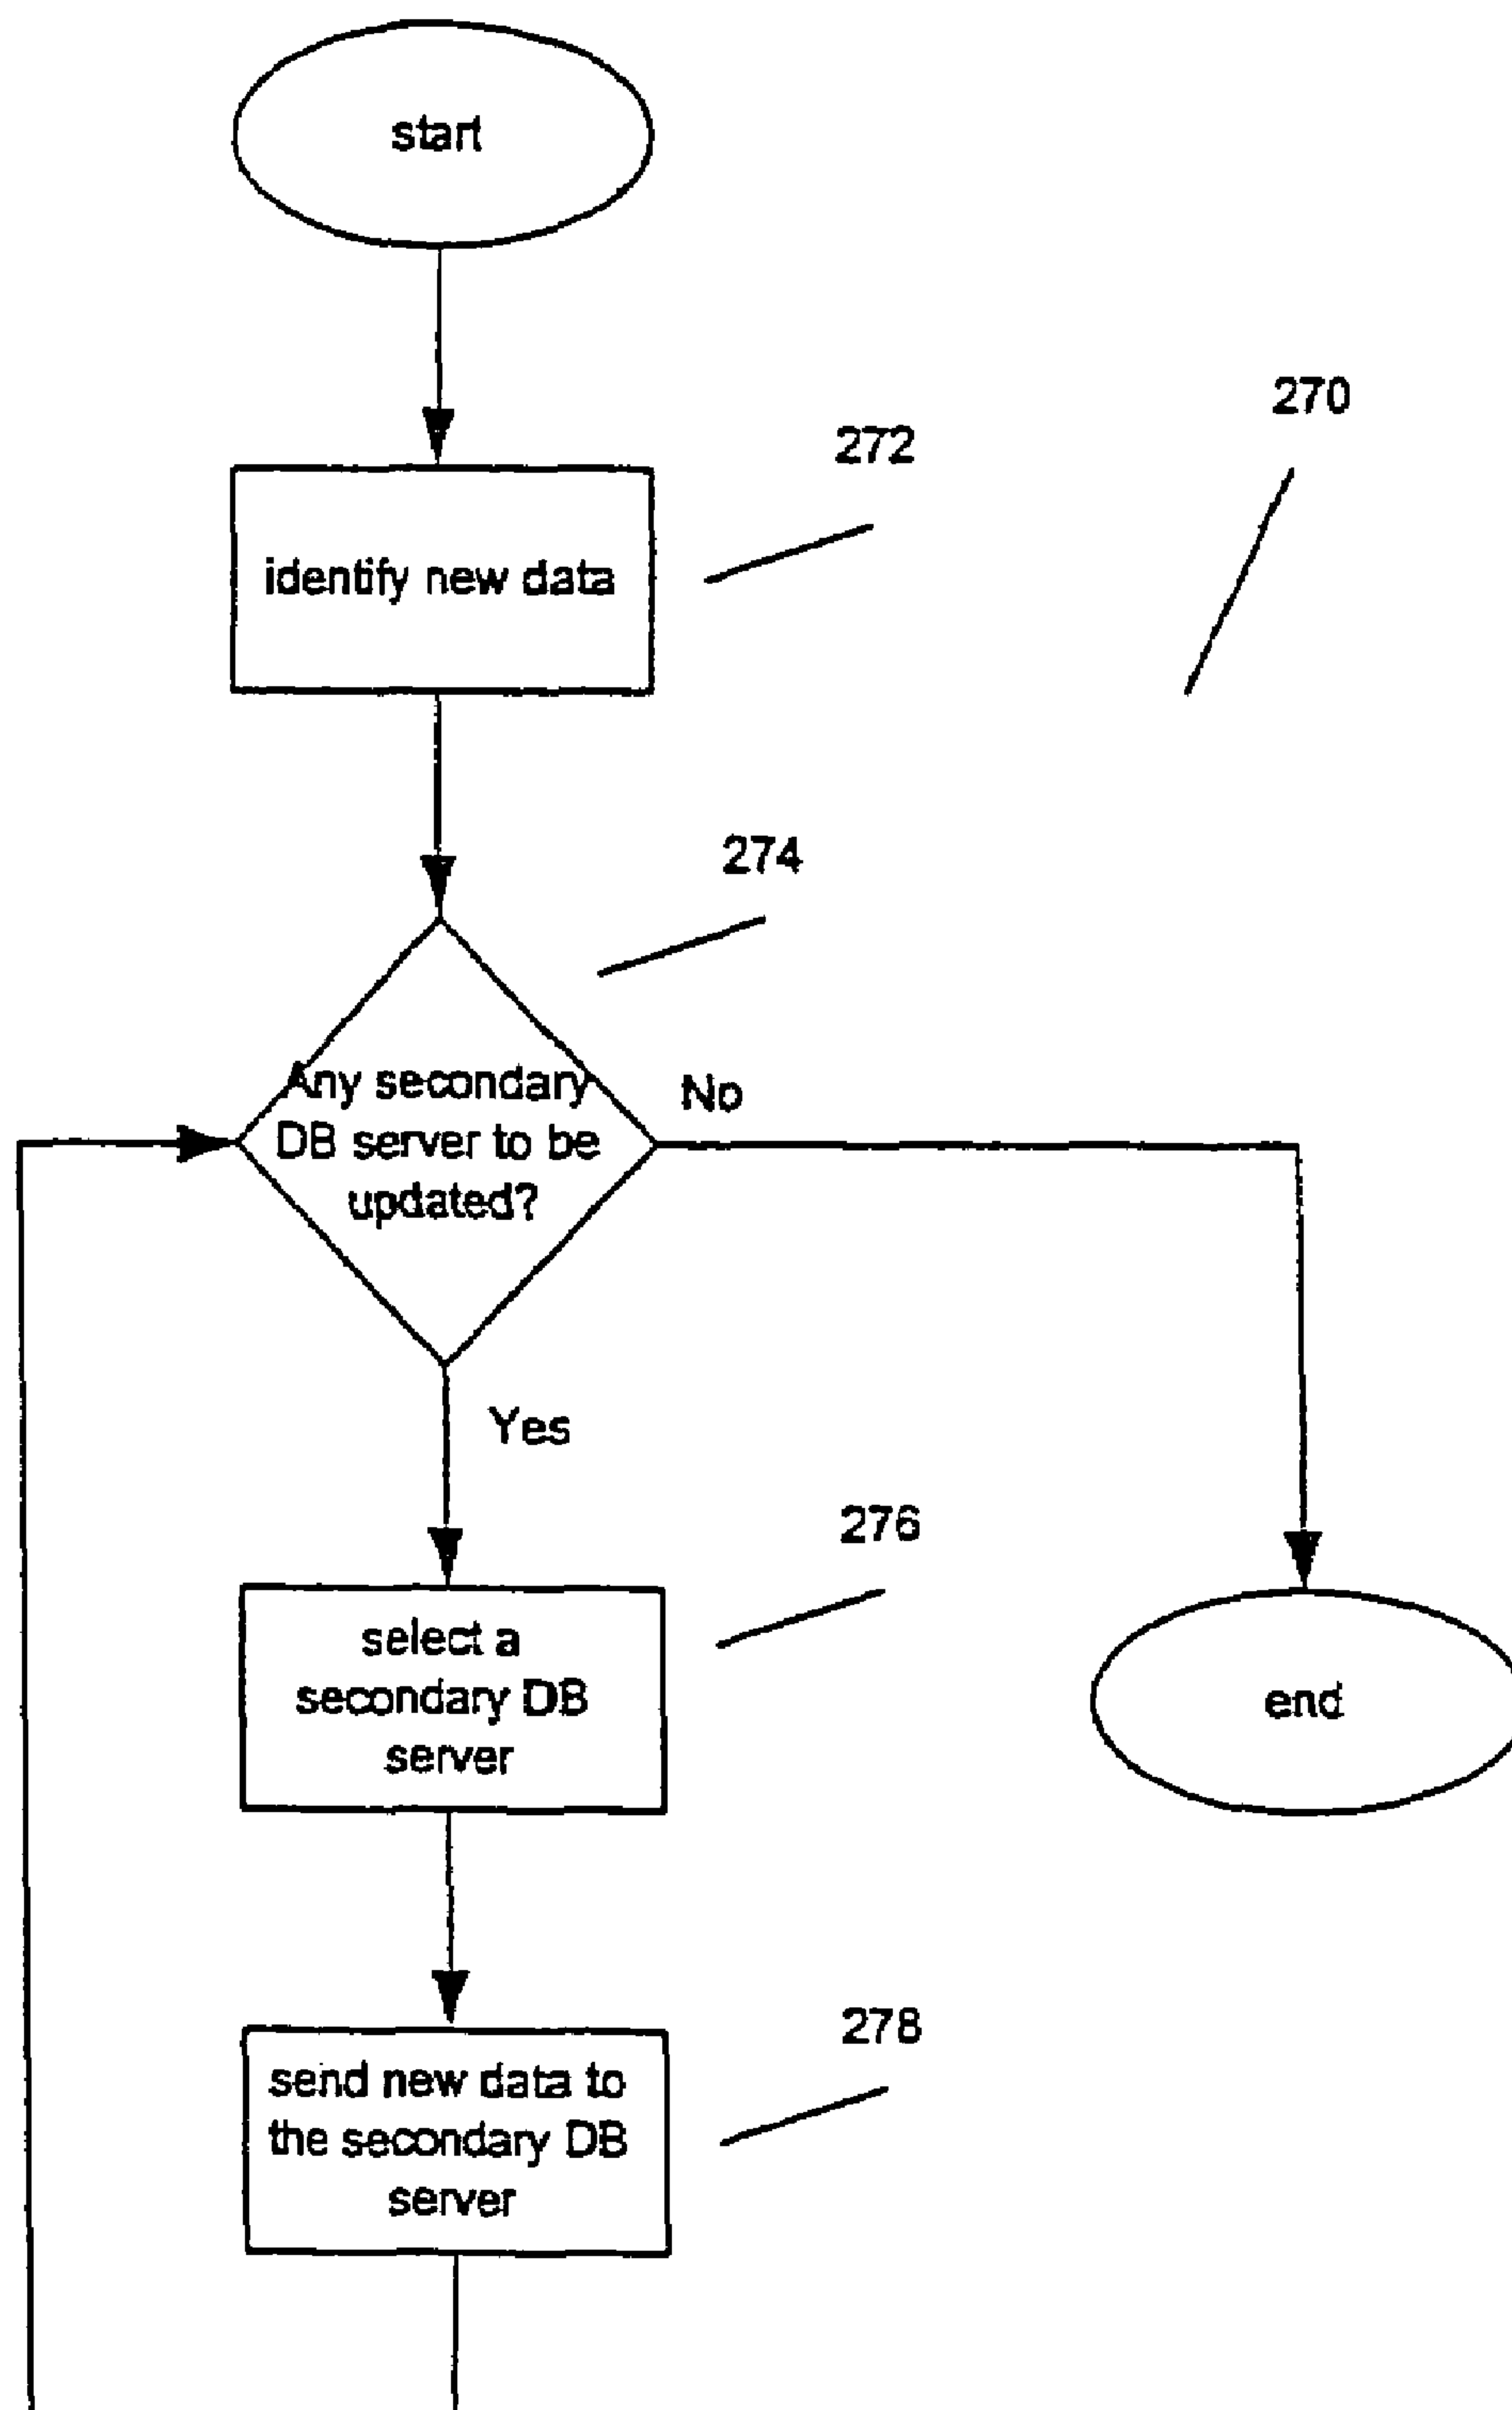 start
270
272
identify new data
274
Any secondary
DB server to be
updated?
No
Yes
276
select a
secondary DB
server
end
278
send new data to
the secondary DB
server